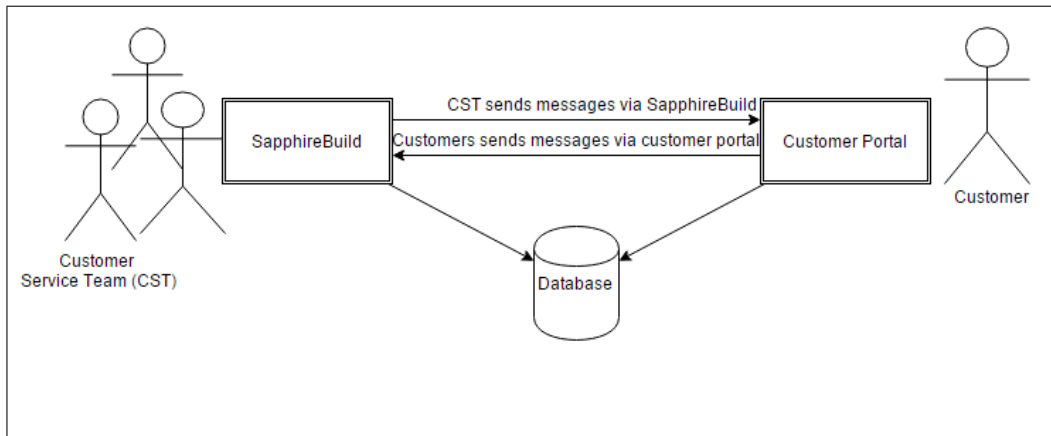 CST sends messages via SapphireBuild
SapphireBuild
Customers sends messages via customer portal
Customer Portal
Customer
Customer
Service Team (CST)
Database